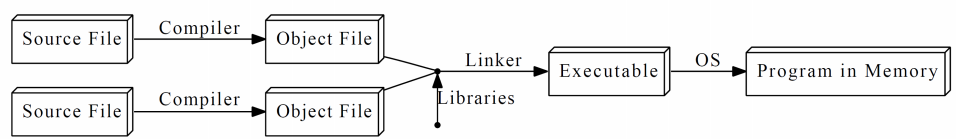 Source File
Compiler
Object File
Source File
Compiler
Object File
Libraries
Linker
Executable
OS
Program in Memory